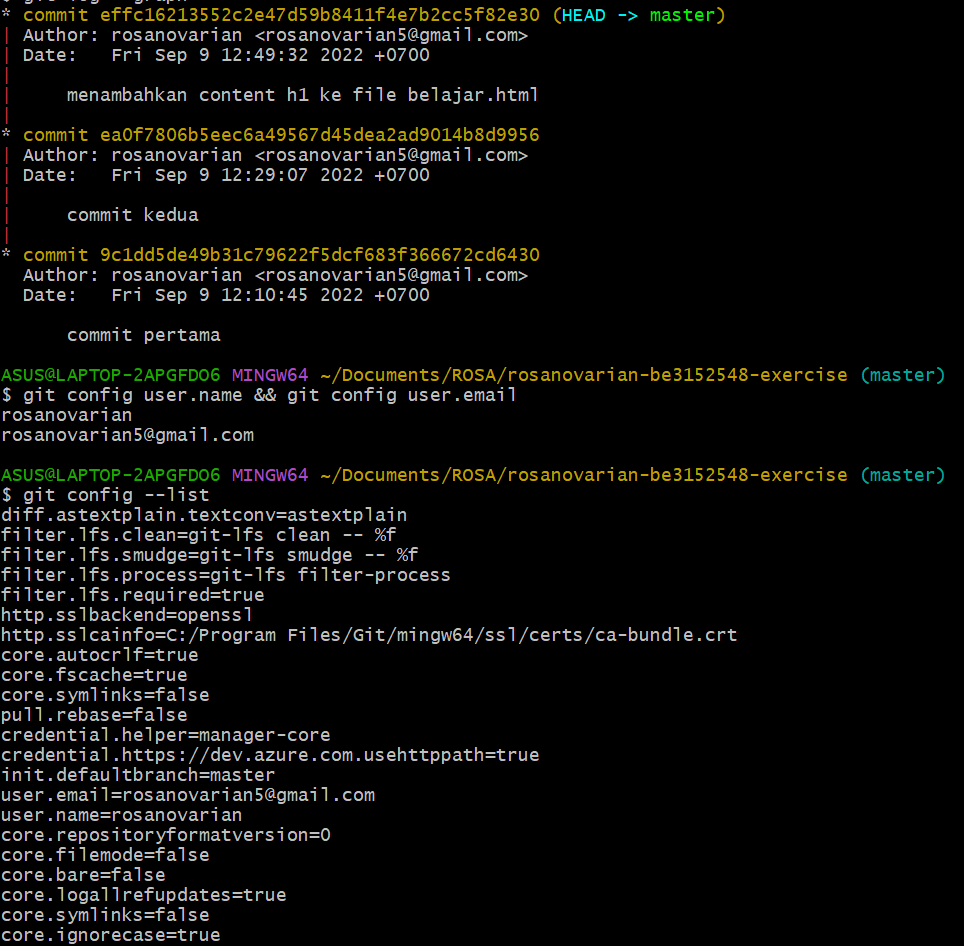 * commit effc16213552c2e47d59b8411f4e7b2cc5f82e30 (HEAD -> master)
| Author: rosanovarian <rosanovarian5@gmail.com>
| Date:   Fri Sep 9 12:49:32 2022 +0700
|
|     menambahkan content h1 ke file belajar.html
|
* commit ea0f7806b5eec6a49567d45dea2ad9014b8d9956
| Author: rosanovarian <rosanovarian5@gmail.com>
| Date:   Fri Sep 9 12:29:07 2022 +0700
|
|     commit kedua
|
* commit 9c1dd5de49b31c79622f5dcf683f366672cd6430
  Author: rosanovarian <rosanovarian5@gmail.com>
  Date:   Fri Sep 9 12:10:45 2022 +0700

      commit pertama

ASUS@LAPTOP-2APGFDO6 MINGW64 ~/Documents/ROSA/rosanovarian-be3152548-exercise (master)
$ git config user.name && git config user.email
rosanovarian
rosanovarian5@gmail.com

ASUS@LAPTOP-2APGFDO6 MINGW64 ~/Documents/ROSA/rosanovarian-be3152548-exercise (master)
$ git config --list
diff.astextplain.textconv=astextplain
filter.lfs.clean=git-lfs clean -- %f
filter.lfs.smudge=git-lfs smudge -- %f
filter.lfs.process=git-lfs filter-process
filter.lfs.required=true
http.sslbackend=openssl
http.sslcainfo=C:/Program Files/Git/mingw64/ssl/certs/ca-bundle.crt
core.autocrlf=true
core.fscache=true
core.symlinks=false
pull.rebase=false
credential.helper=manager-core
credential.https://dev.azure.com.usehttppath=true
init.defaultbranch=master
user.email=rosanovarian5@gmail.com
user.name=rosanovarian
core.repositoryformatversion=0
core.filemode=false
core.bare=false
core.logallrefupdates=true
core.symlinks=false
core.ignorecase=true